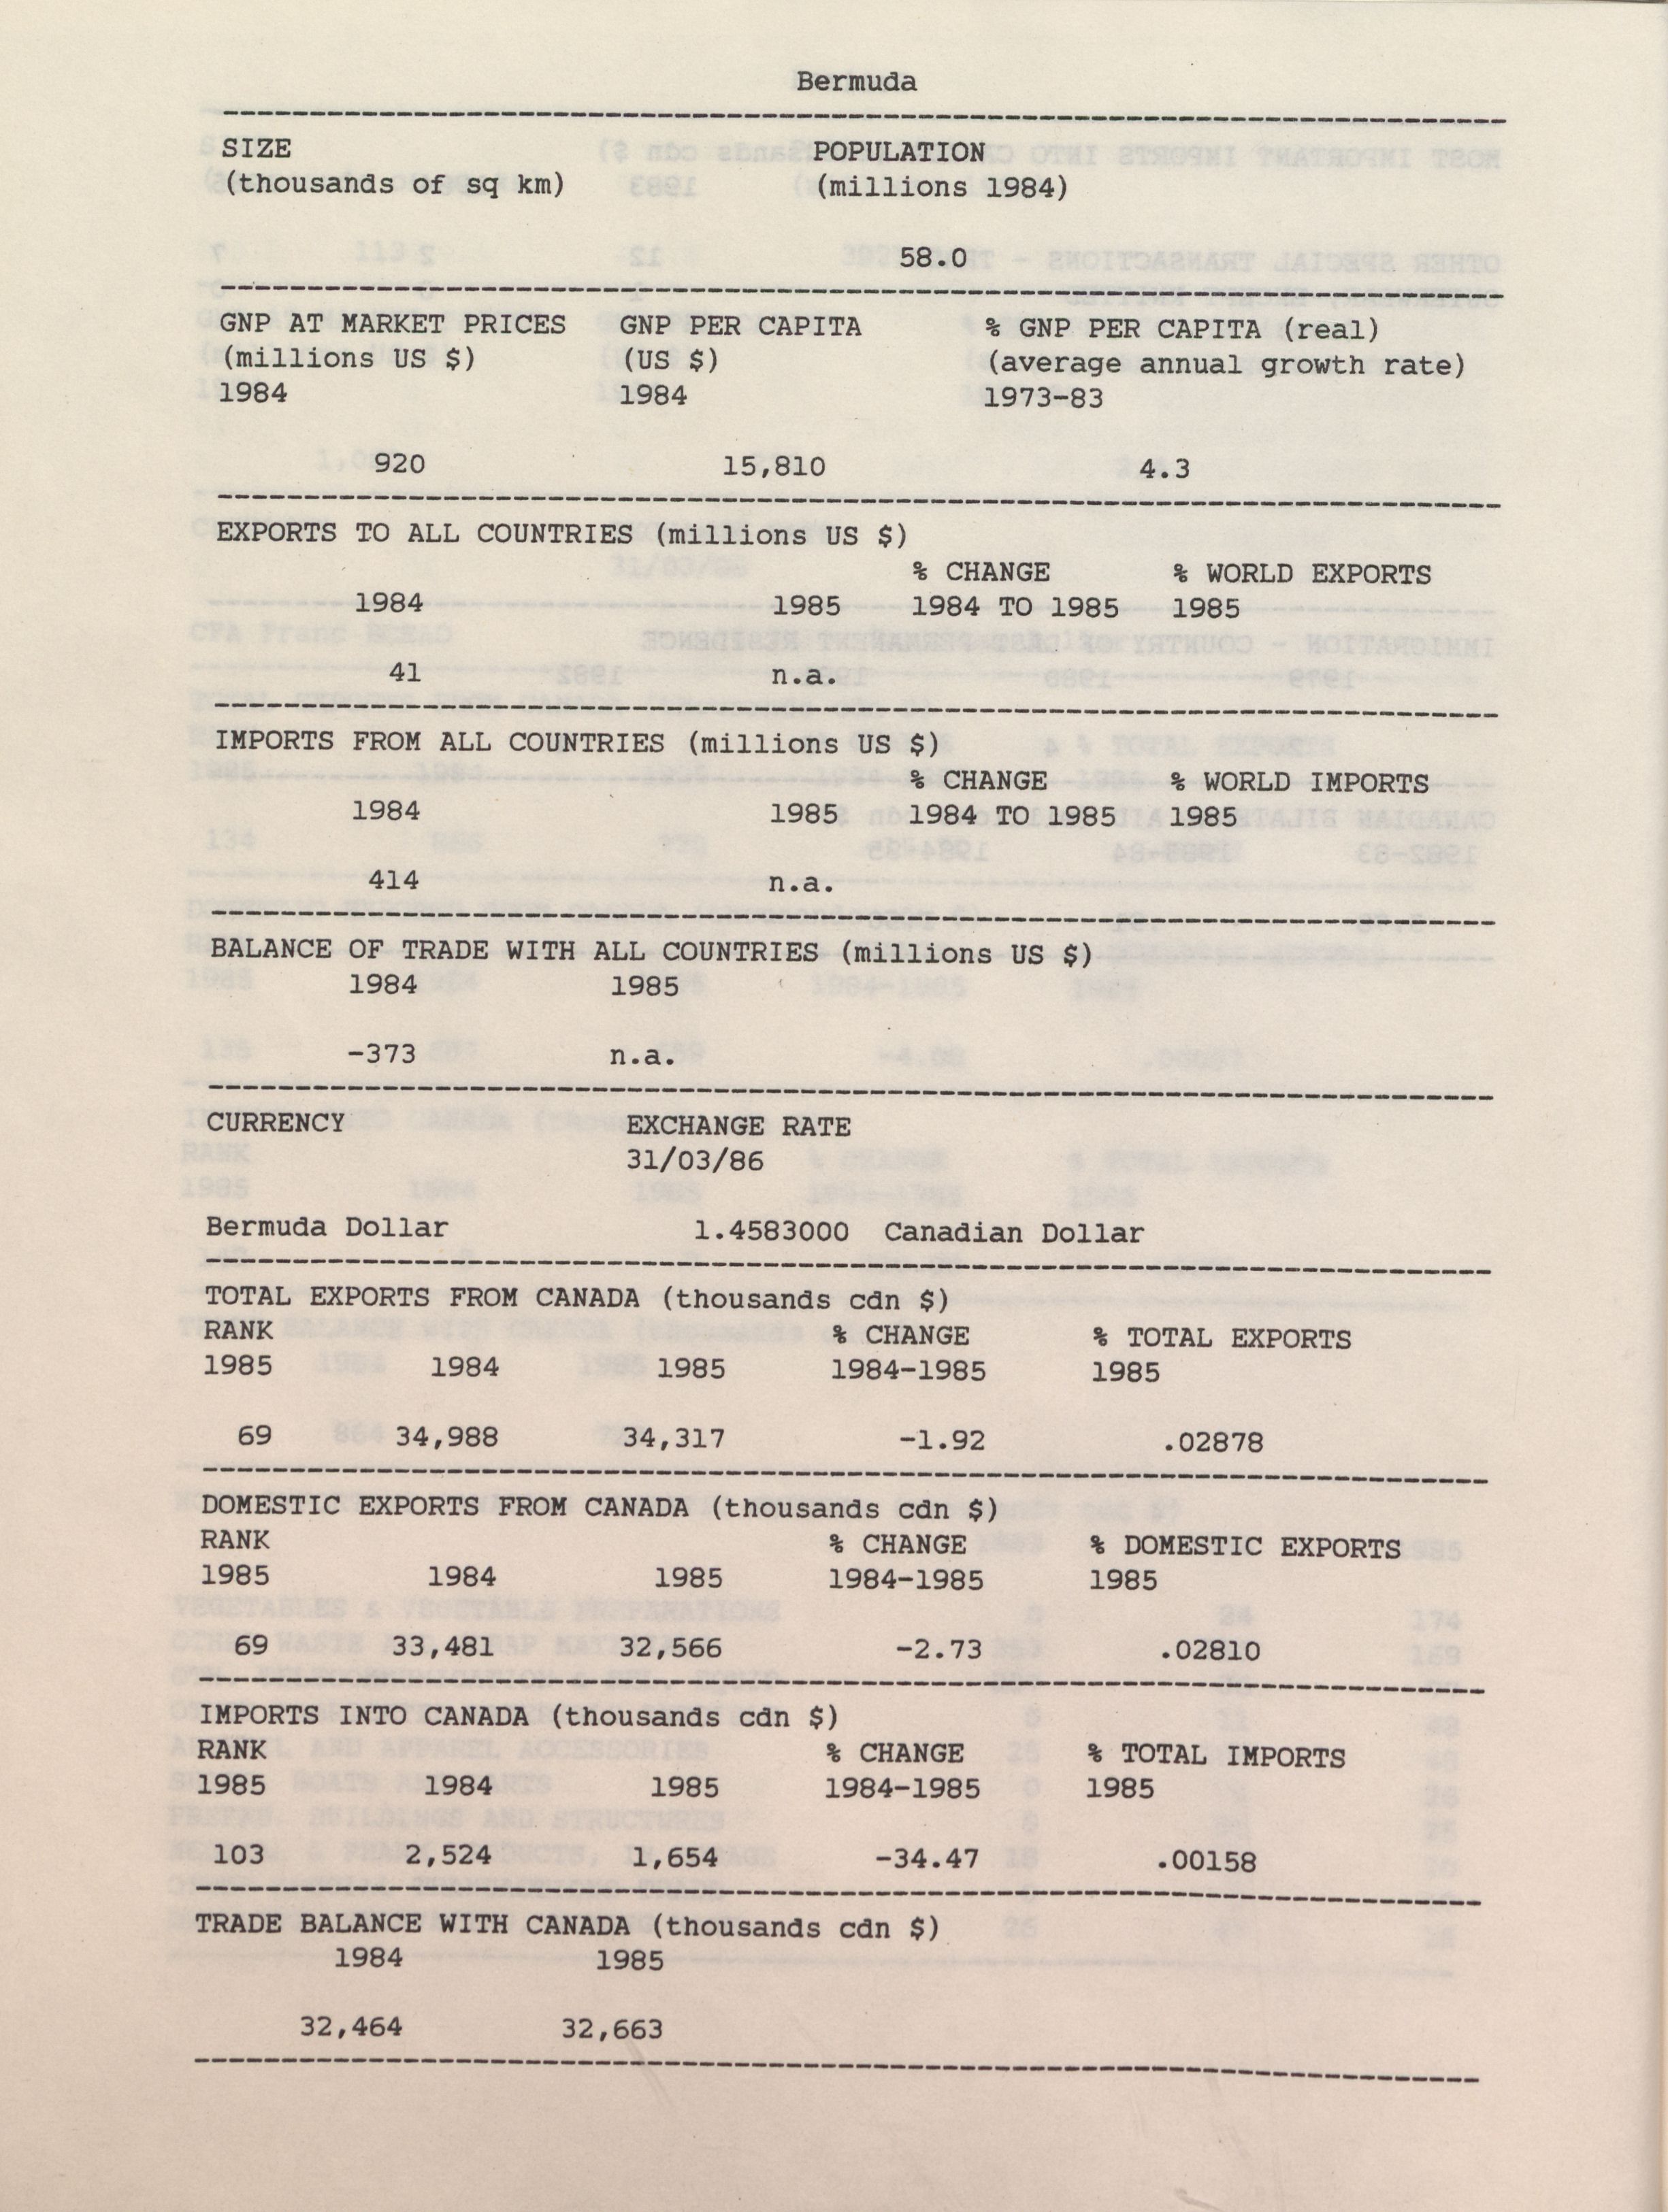 Bermuda
SIZE POPULATION
(thousands of sq km) (millions 1984)
58.0
GNP AT MARKET PRICES GNP PER CAPITA % GNP PER CAPITA (real)
(millions US $) (US $) (average annual growth rate)
1984 1984 1973-83
920 15,810 4.3
EXPORTS TO ALL COUNTRIES (millions US $)
% CHANGE % WORLD EXPORTS
1984 1985 1984 TO 1985 1985
41 n.a.
IMPORTS FROM ALL COUNTRIES (millions US $)
% CHANGE % WORLD IMPORTS
1984 1985 1984 TO 1985 1985
414 n.a.
BALANCE OF TRADE WITH ALL COUNTRIES (millions US $)
1984 1985
-373 n.a.
CURRENCY EXCHANGE RATE
31/03/86
Bermuda Dollar 1.4583000 Canadian Dollar
TOTAL EXPORTS FROM CANADA (thousands cdn $)
RANK % CHANGE % TOTAL EXPORTS
1985 1984 1985 1984-1985 1985
69 34,988 34,317 -1.92 .02878
DOMESTIC EXPORTS FROM CANADA (thousands cdn $)
RANK % CHANGE % DOMESTIC EXPORTS
1985 1984 1985 1984-1985 1985
69 33,481 32,566 -2.73 .02810
IMPORTS INTO CANADA (thousands cdn $)
RANK % CHANGE % TOTAL IMPORTS
1985 1984 1985 1984-1985 1985
103 2,524 1,654 -34.47 .00158
TRADE BALANCE WITH CANADA (thousands cdn $)
1984 1985
32,464 32,663